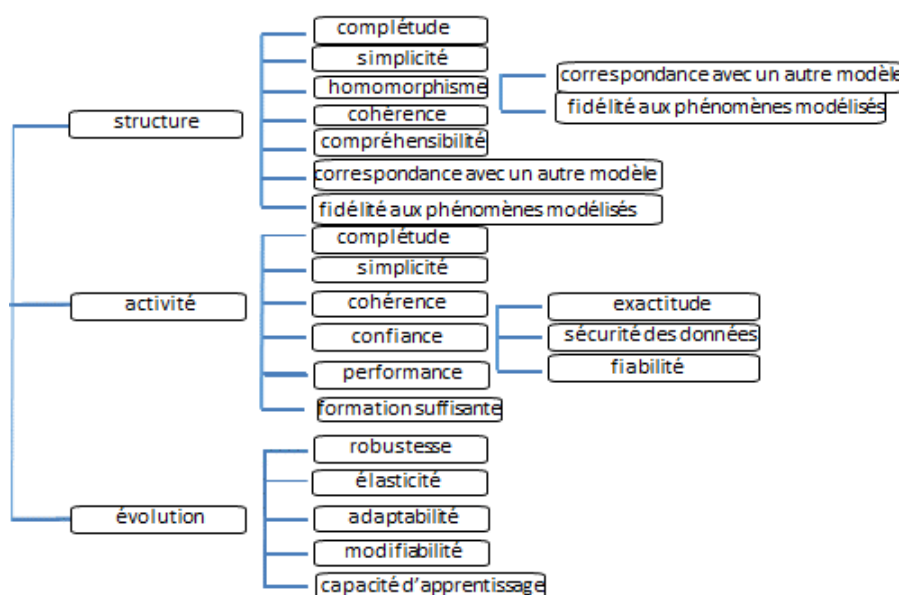 structure
complétude
simplicité
homomorphisme
correspondance avec un autre modèle
fidélité aux phénomènes modélisés
cohérence
compréhensibilité
correspondance avec un autre modèle
fidélité aux phénomènes modélisés
activité
complétude
simplicité
cohérence
confiance
exactitude
sécurité des données
fiabilité
performance
formation suffisante
évolution
robustesse
élasticité
adaptabilité
modifiabilité
capacité d'apprentissage